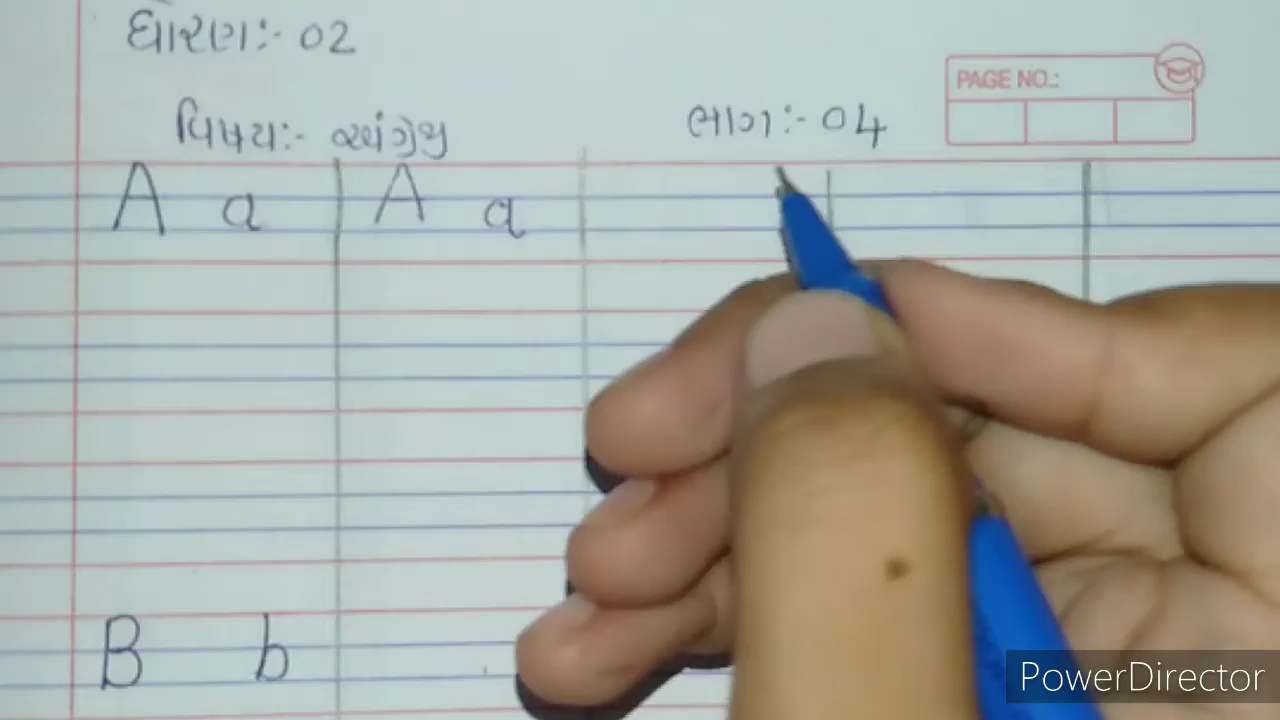 ધોરણ:- 02
PAGE NO.:
વિષય:- અંગ્રેજી
ભાગ:- 04
A a A a
B b
PowerDirector